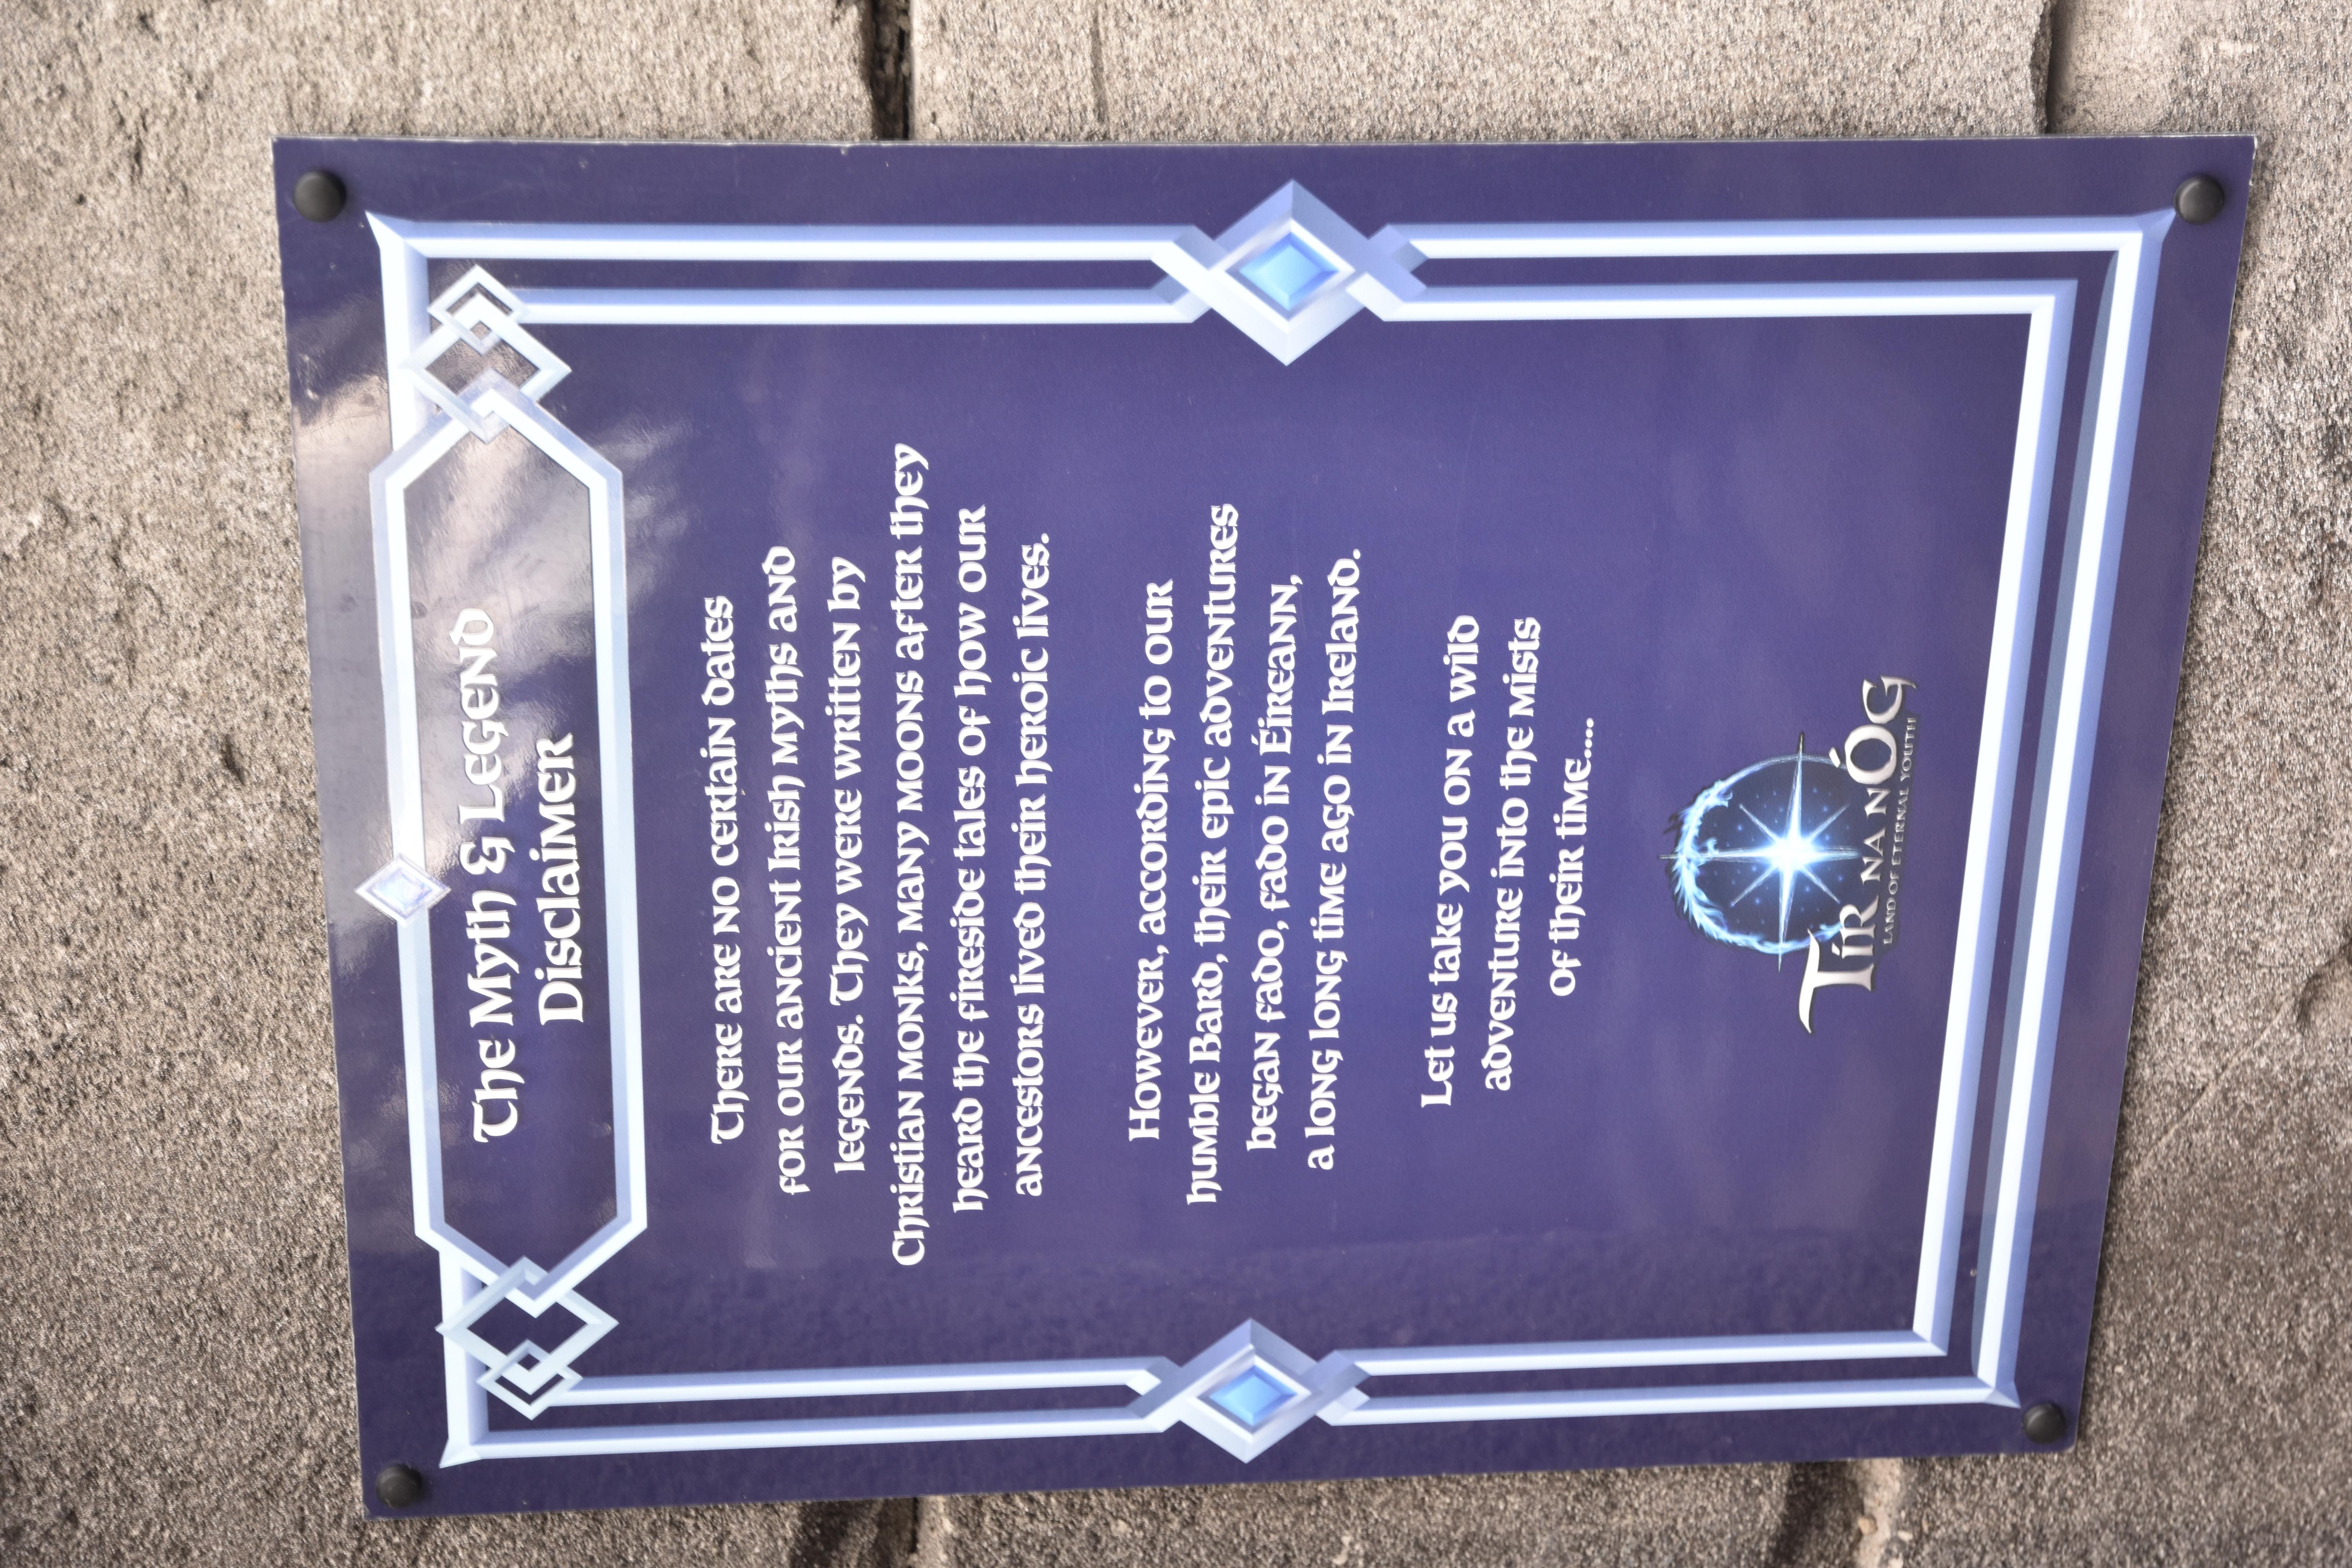 The Myth & Legend
Disclaimer
There are no certain dates
for our ancient Irish myths and
legends. They were written by
Christian monks, many moons after they
heard the fireside tales of how our
ancestors lived their heroic lives.
However, according to our
humble Bard, their epic adventures
began fado, fado in Éireann,
a long long time ago in Ireland.
Let us take you on a wild
adventure into the mists
of their time....
Tír na nÓg
Land of Eternal Youth